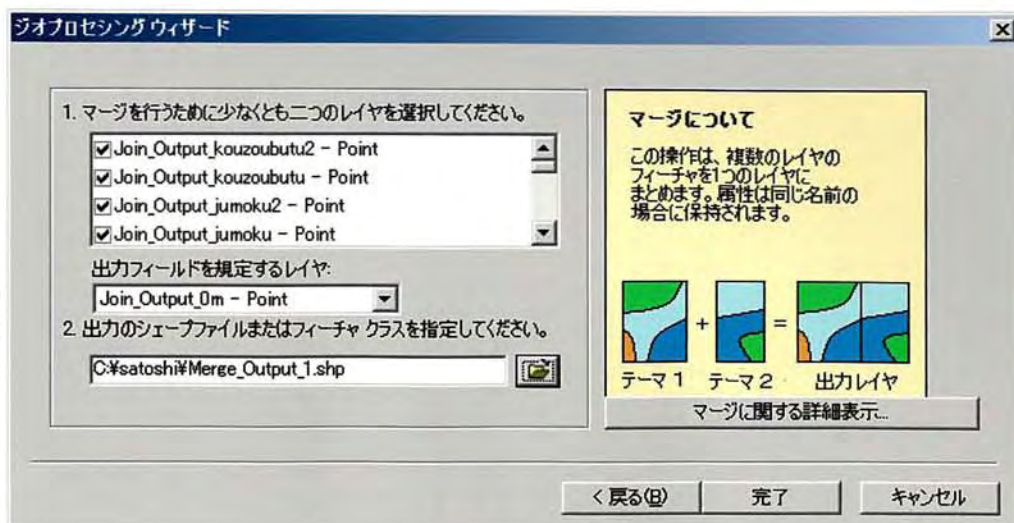 ジオプロセシング ウィザード
1. マージを行うために少なくとも二つのレイヤを選択してください。
Join_Output_kouzoubutu2 - Point
Join_Output_kouzoubutu - Point
Join_Output_jumoku2 - Point
Join_Output_jumoku - Point
出力フィールドを規定するレイヤ:
Join_Output_0m - Point
2. 出力のシェープファイルまたはフィーチャ クラスを指定してください。
C:¥satoshi¥Merge_Output_1.shp
マージについて
この操作は、複数のレイヤの
フィーチャを1つのレイヤに
まとめます。属性は同じ名前の
場合に保持されます。
+
=
テーマ 1
テーマ 2
出力レイヤ
マージに関する詳細表示...
< 戻る(B)
完了
キャンセル